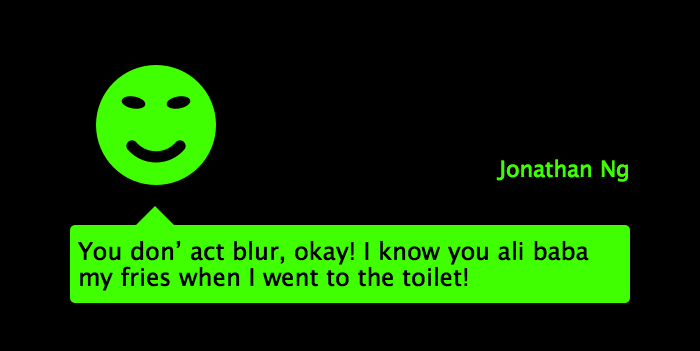 Jonathan Ng
You don’ act blur, okay! I know you ali baba
my fries when I went to the toilet!